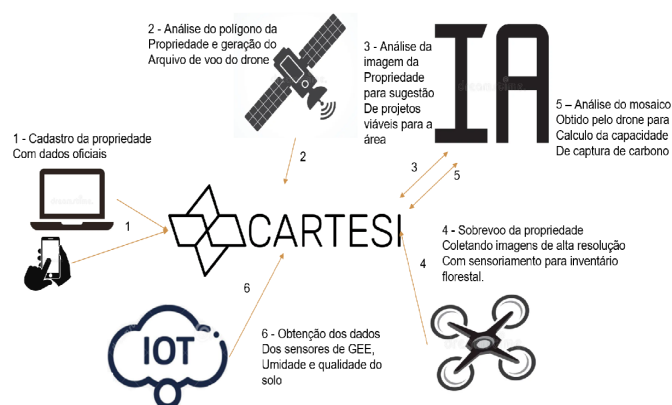 2 - Análise do polígono da
Propriedade e geração do
Arquivo de voo do drone
3 - Análise da
imagem da
Propriedade
para sugestão
De projetos
viáveis para a
área
IA
5 – Análise do mosaico
Obtido pelo drone para
Calculo da capacidade
De captura de carbono
1 - Cadastro da propriedade
Com dados oficiais
2
3
5
1
CARTESI
4 - Sobrevoo da propriedade
Coletando imagens de alta resolução
Com sensoriamento para inventário
florestal.
4
6
IOT
6 - Obtenção dos dados
Dos sensores de GEE,
Umidade e qualidade do
solo